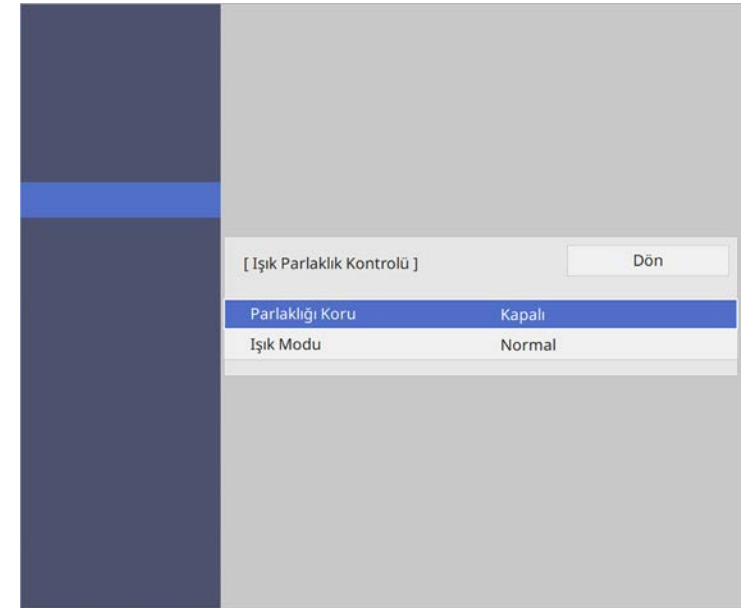 [ Işık Parlaklık Kontrolü ] Dön
Parlaklığı Koru Kapalı
Işık Modu Normal